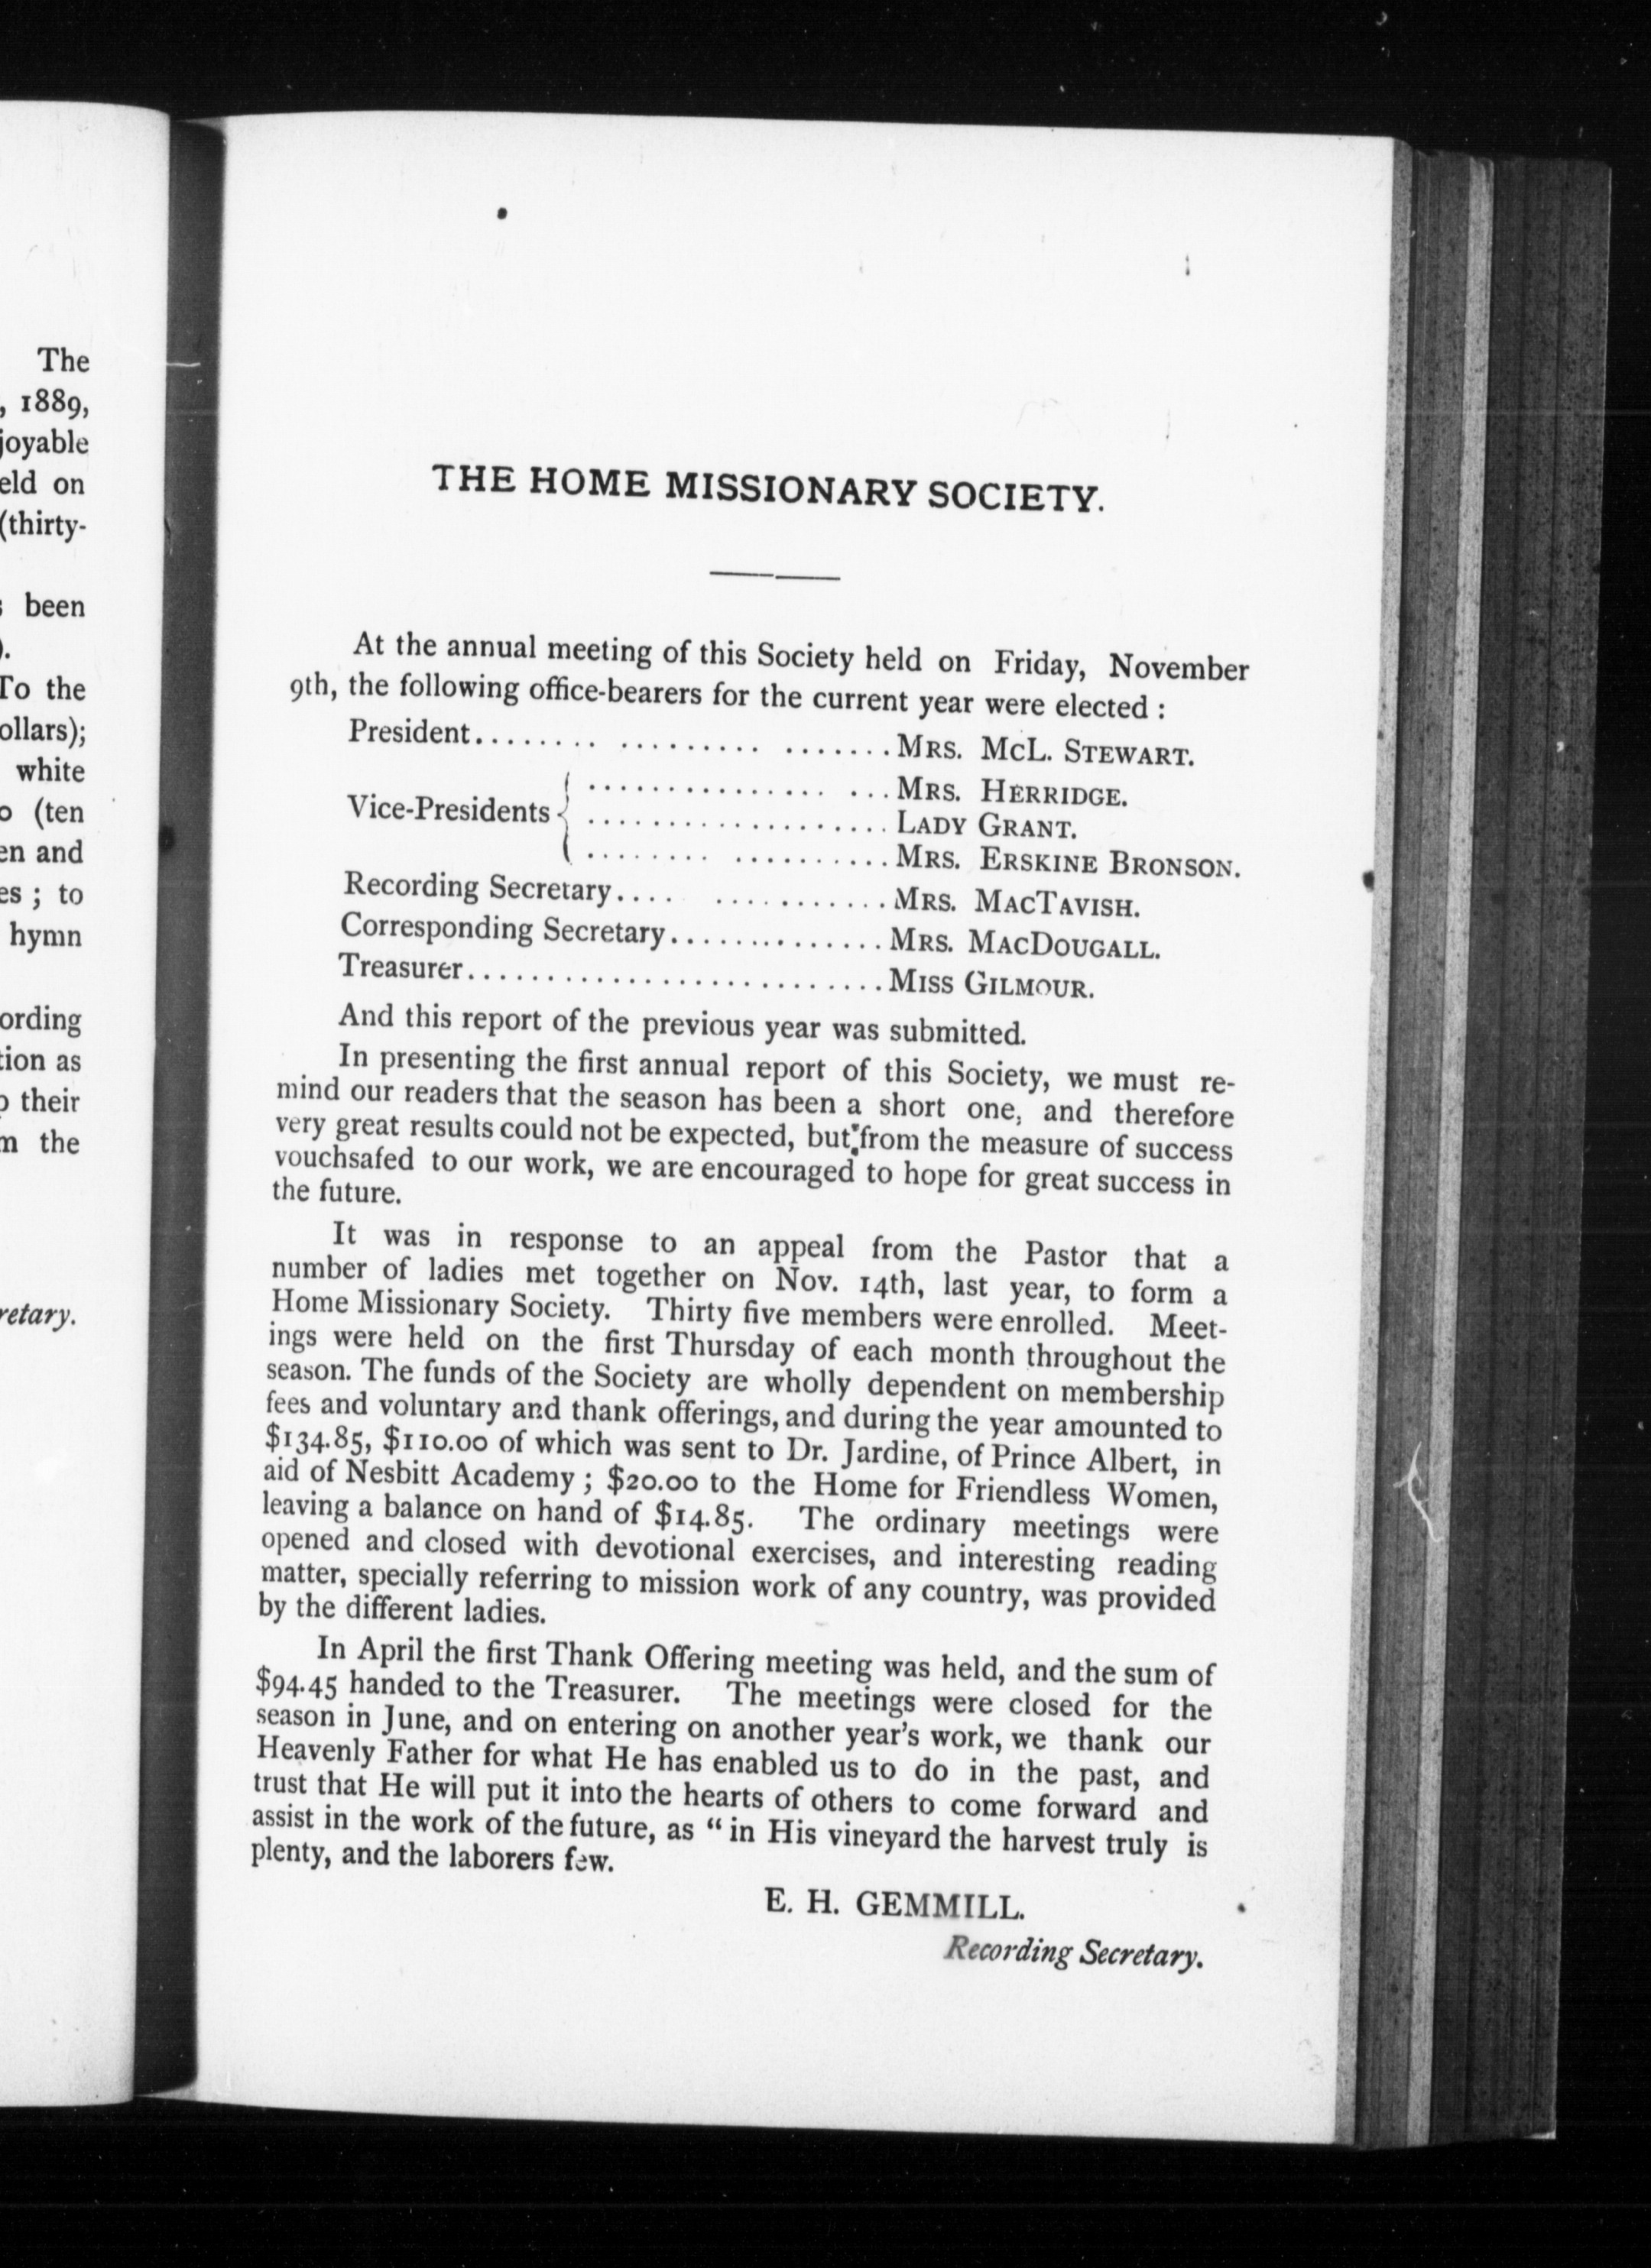 The
, 1889,
joyable
eld on
(thirty-
been
).
To the
ollars);
white
o (ten
en and
es ; to
hymn
ording
tion as
o their
m the
retary.
THE HOME MISSIONARY SOCIETY.
At the annual meeting of this Society held on Friday, November
9th, the following office-bearers for the current year were elected :
President........ ......... .......MRS. MCL. STEWART.
Vice-Presidents { ............... ...MRS. HERRIDGE.
................... LADY GRANT.
........ ..........MRS. ERSKINE BRONSON.
Recording Secretary.... ...........MRS. MACTAVISH.
Corresponding Secretary..............MRS. MACDOUGALL.
Treasurer...........................MISS GILMOUR.
And this report of the previous year was submitted.
In presenting the first annual report of this Society, we must re-
mind our readers that the season has been a short one, and therefore
very great results could not be expected, but from the measure of success
vouchsafed to our work, we are encouraged to hope for great success in
the future.
It was in response to an appeal from the Pastor that a
number of ladies met together on Nov. 14th, last year, to form a
Home Missionary Society. Thirty five members were enrolled. Meet-
ings were held on the first Thursday of each month throughout the
season. The funds of the Society are wholly dependent on membership
fees and voluntary and thank offerings, and during the year amounted to
$134.85, $110.00 of which was sent to Dr. Jardine, of Prince Albert, in
aid of Nesbitt Academy ; $20.00 to the Home for Friendless Women,
leaving a balance on hand of $14.85. The ordinary meetings were
opened and closed with devotional exercises, and interesting reading
matter, specially referring to mission work of any country, was provided
by the different ladies.
In April the first Thank Offering meeting was held, and the sum of
$94.45 handed to the Treasurer. The meetings were closed for the
season in June, and on entering on another year's work, we thank our
Heavenly Father for what He has enabled us to do in the past, and
trust that He will put it into the hearts of others to come forward and
assist in the work of the future, as "in His vineyard the harvest truly is
plenty, and the laborers few.
E. H. GEMMILL.
Recording Secretary.